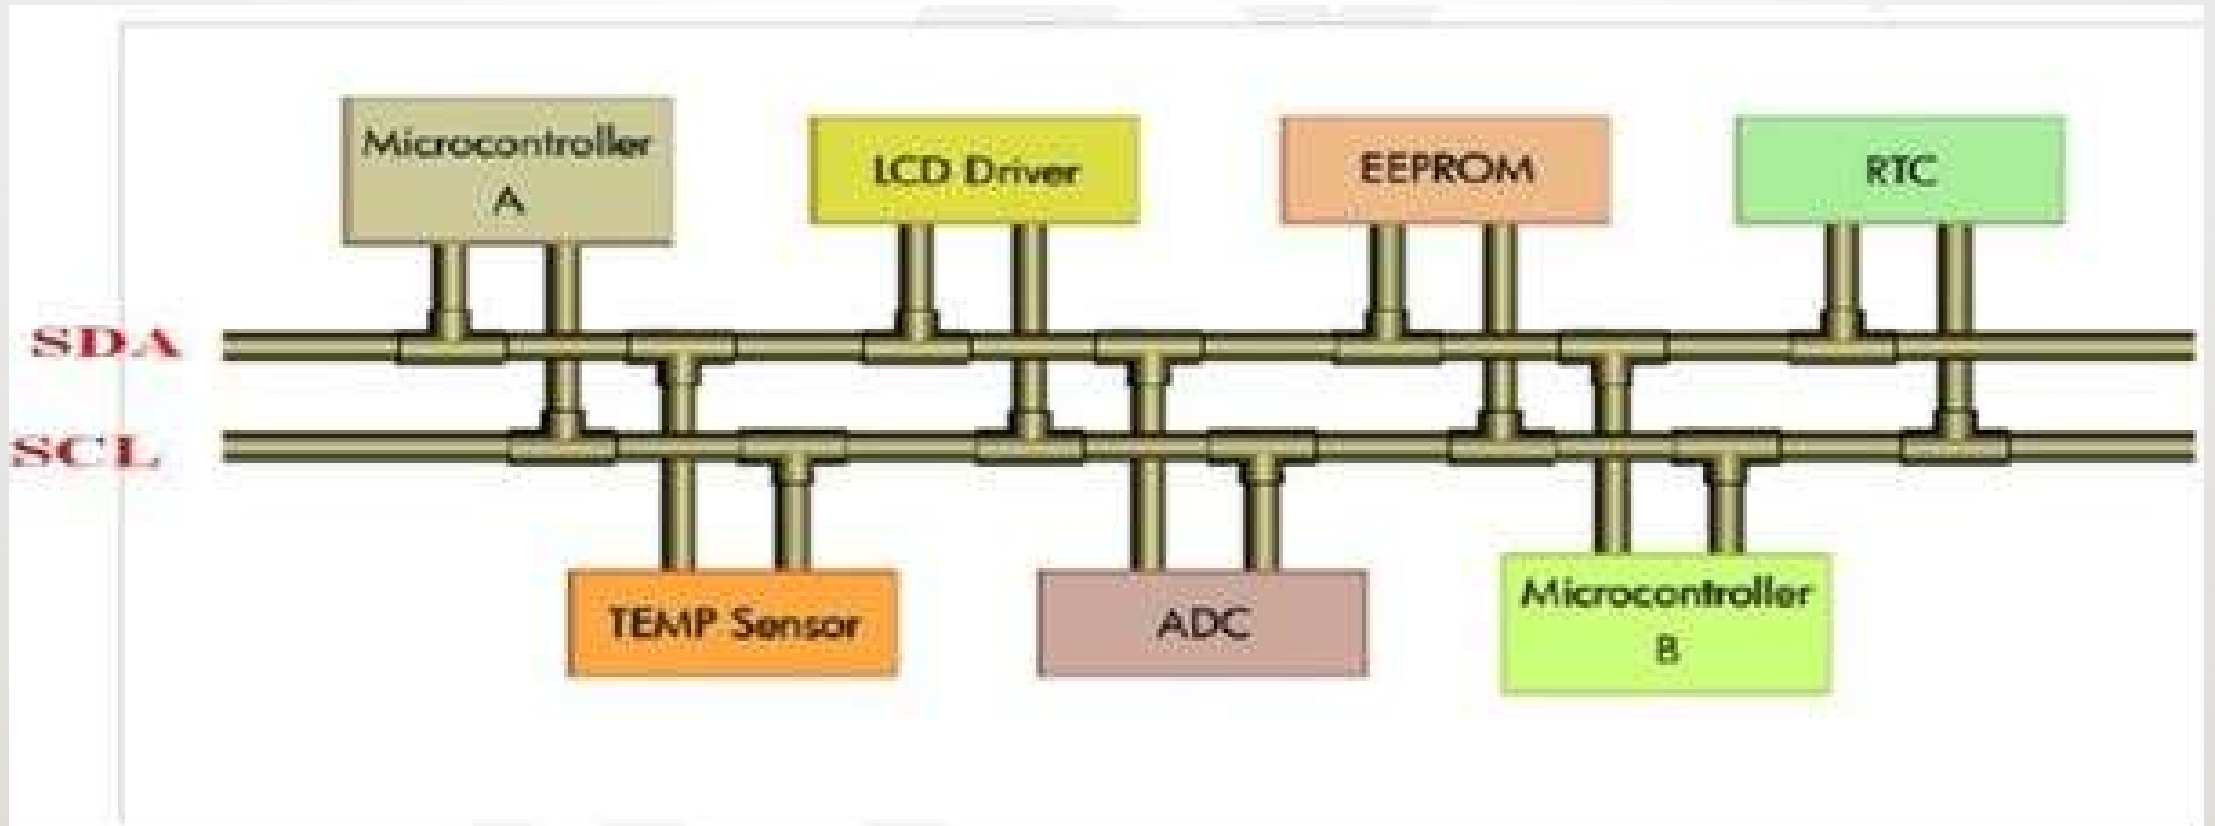 Microcontroller
A
LCD Driver
EEPROM
RTC
SDA
SCL
TEMP Sensor
ADC
Microcontroller
B